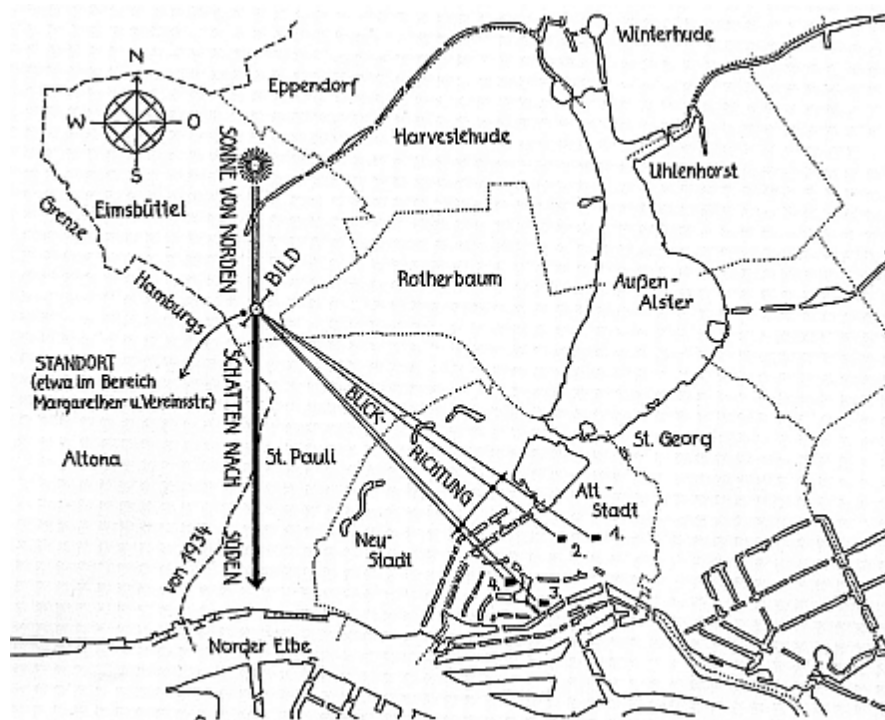 Winterhude
N
W
O
S
Eppendorf
Harvestehude
Uhlenhorst
SONNE VON NORDEN
Eimsbüttel
Grenze
Hamburgs
von 1934
BILD
Rotherbaum
Außen-
Alster
STANDORT
(etwa im Bereich
Margarethen u. Vereinsstr.)
SCHATTEN NACH
SÜDEN
BLICK-
RICHTUNG
St. Georg
Altona
St. Pauli
Alt-
Stadt
Neu-
Stadt
1.
2.
3.
4.
Norder Elbe